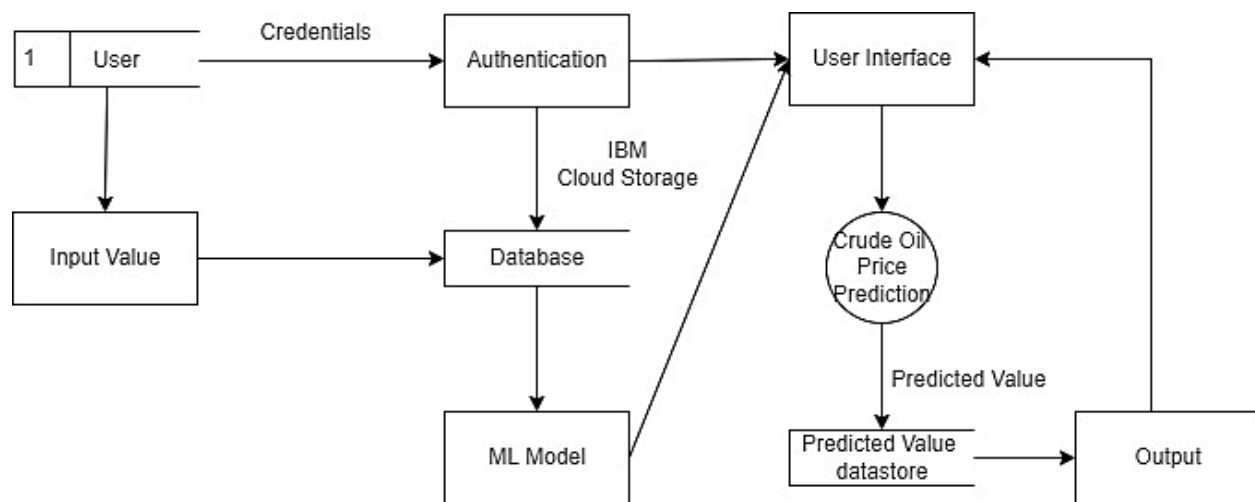 Credentials
1
User
Authentication
User Interface
IBM
Cloud Storage
Input Value
Database
Crude Oil
Price
Prediction
Predicted Value
ML Model
Predicted Value
datastore
Output